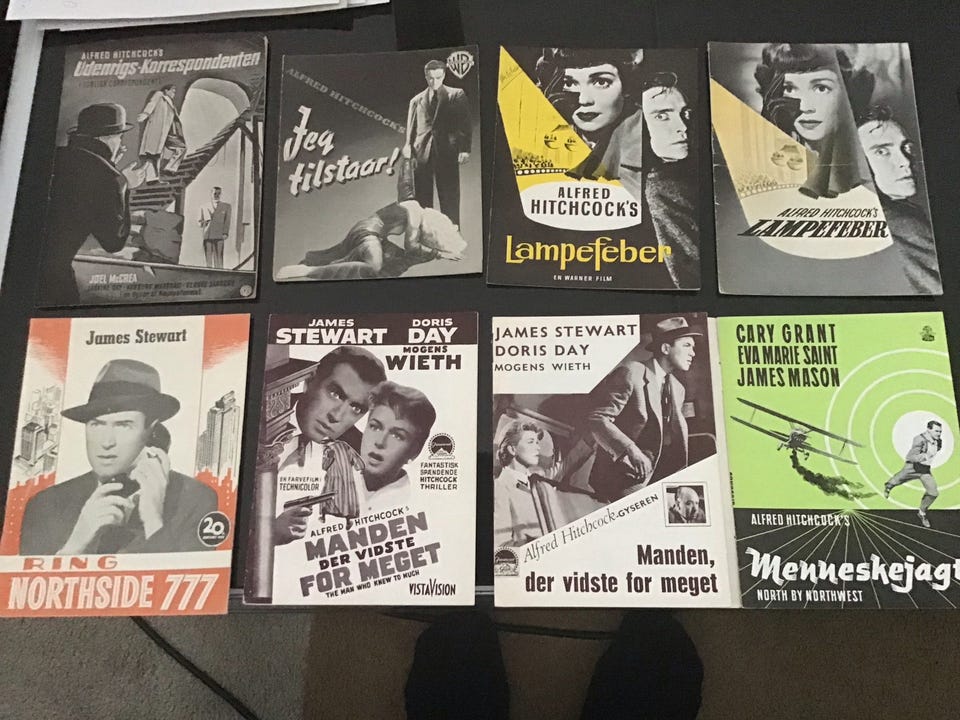 ALFRED HITCHCOCK'S
Udenrigs-Korrespondenten
JOEL McCREA
ALFRED HITCHCOCK'S
Jeg
tilstaar!
ALFRED
HITCHCOCK'S
Lampefeber
EN WARNER FILM
ALFRED HITCHCOCK'S
LAMPEFEBER
James Stewart
20
RING
NORTHSIDE 777
JAMES DORIS
STEWART DAY
MOGENS
WIETH
EN FARVEFILM I
TECHNICOLOR
FANTASTISK
SPÆNDENDE
HITCHCOCK
THRILLER
ALFRED HITCHCOCK'S
MANDEN
DER VIDSTE
FOR MEGET
THE MAN WHO KNEW TO MUCH
VISTAVISION
JAMES STEWART
DORIS DAY
MOGENS WIETH
Alfred Hitchcock-GYSEREN
Manden,
der vidste for meget
CARY GRANT
EVA MARIE SAINT
JAMES MASON
ALFRED HITCHCOCK'S
Menneskejagt
NORTH BY NORTHWEST